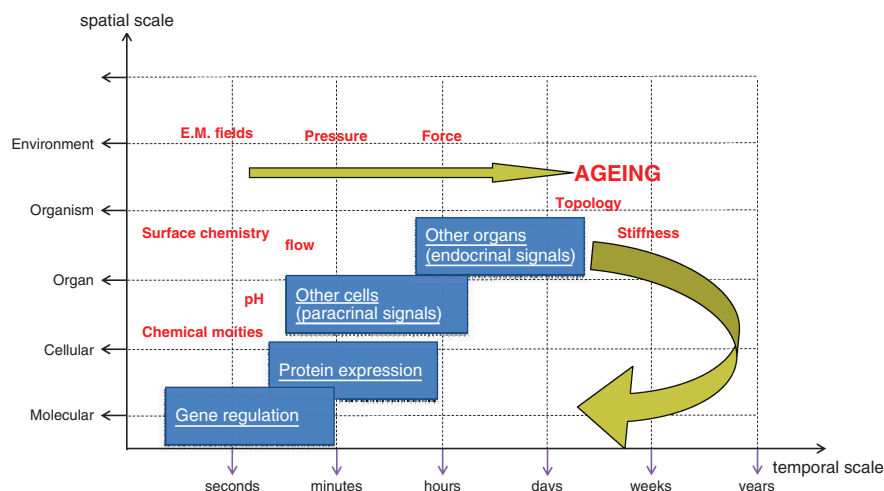 spatial scale
E.M. fields
Pressure
Force
Environment
AGEING
Organism
Topology
Surface chemistry
flow
Other organs
(endocrinal signals)
Stiffness
Organ
pH
Other cells
(paracrinal signals)
Chemical moities
Cellular
Protein expression
Molecular
Gene regulation
temporal scale
seconds
minutes
hours
days
weeks
years